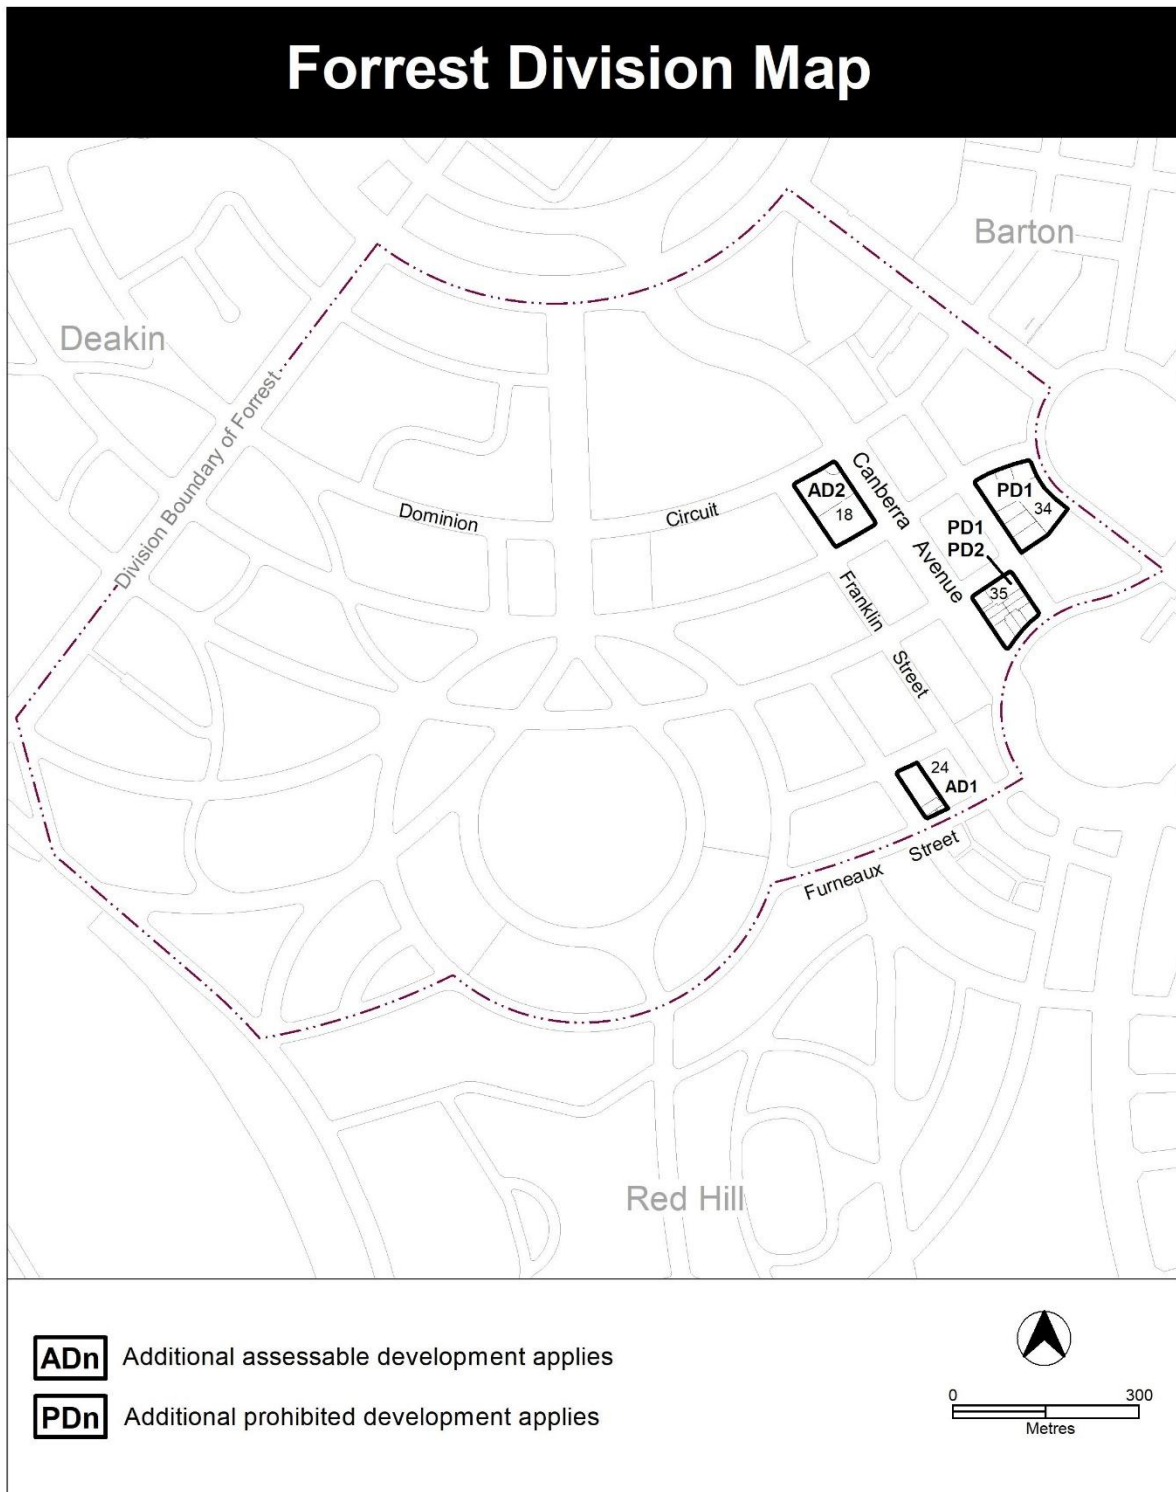 Forrest Division Map
Barton
Deakin
Division Boundary of Forrest
Dominion
Circuit
AD2
18
Canberra
Avenue
PD1
34
PD1
PD2
35
Franklin
Street
24
AD1
Furneaux
Street
Red Hill
ADn Additional assessable development applies
PDn Additional prohibited development applies
0 300
Metres